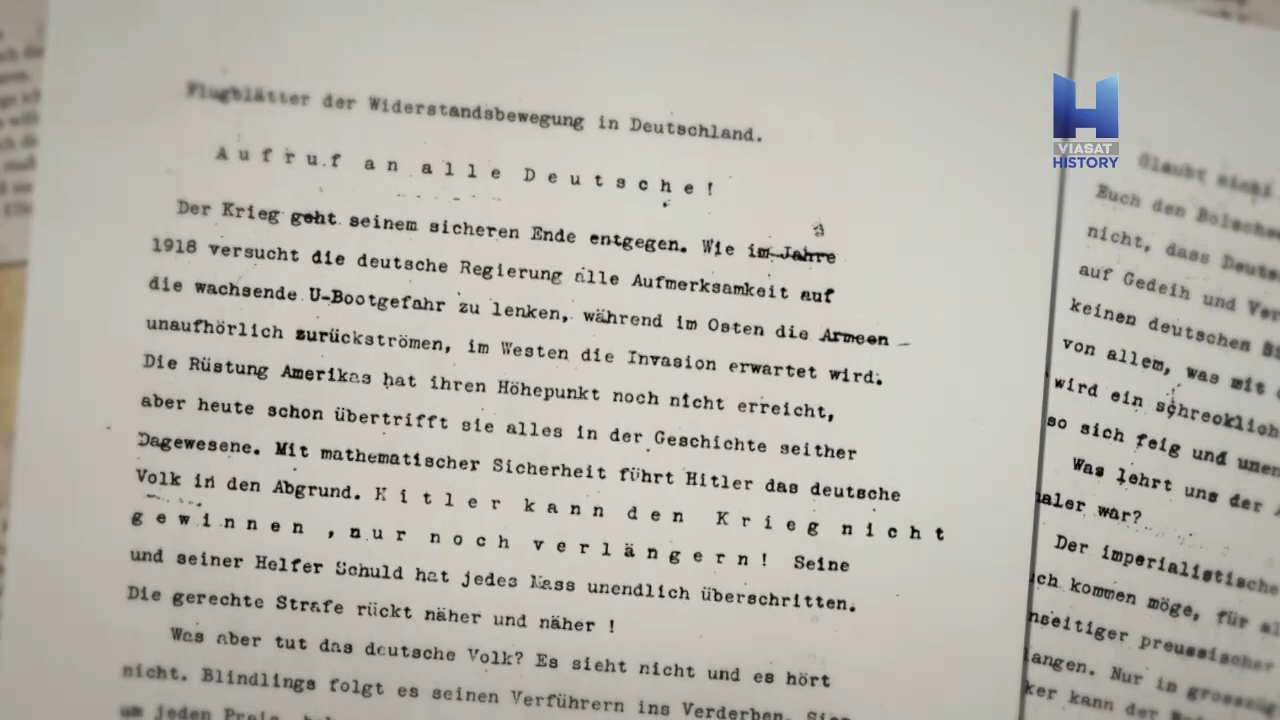 Flugblätter der Widerstandsbewegung in Deutschland.
Aufruf an alle Deutsche!
Der Krieg geht seinem sicheren Ende entgegen. Wie im Jahre
1918 versucht die deutsche Regierung alle Aufmerksamkeit auf
die wachsende U-Bootgefahr zu lenken, während im Osten die Armeen
unaufhörlich zurückströmen, im Westen die Invasion erwartet wird.
Die Rüstung Amerikas hat ihren Höhepunkt noch nicht erreicht,
aber heute schon übertrifft sie alles in der Geschichte seither
Dagewesene. Mit mathematischer Sicherheit führt Hitler das deutsche
Volk in den Abgrund. Hitler kann den Krieg nicht
gewinnen, nur noch verlängern! Seine
und seiner Helfer Schuld hat jedes Mass unendlich überschritten.
Die gerechte Strafe rückt näher und näher !
Was aber tut das deutsche Volk? Es sieht nicht und es hört
nicht. Blindlings folgt es seinen Verführern ins Verderben.
um jeden Preis
Glaubt nicht
Euch den
nicht, dass
auf Gedeih und
keinen deutschen
von allem, was mit
wird ein schrecklich
so sich feig und
Was lehrt uns der
war?
Der imperialistische
kommen möge, für
preussischer
Nur in
kann der
H
VIASAT
HISTORY